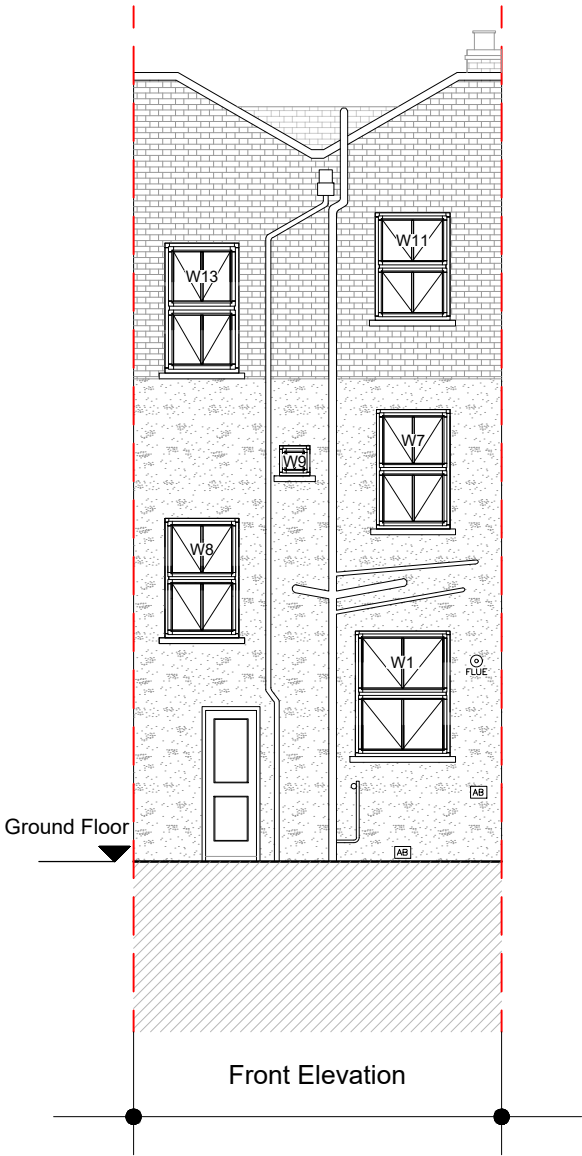 W11
W13
W7
W9
W8
W1
FLUE
AB
Ground Floor
AB
Front Elevation